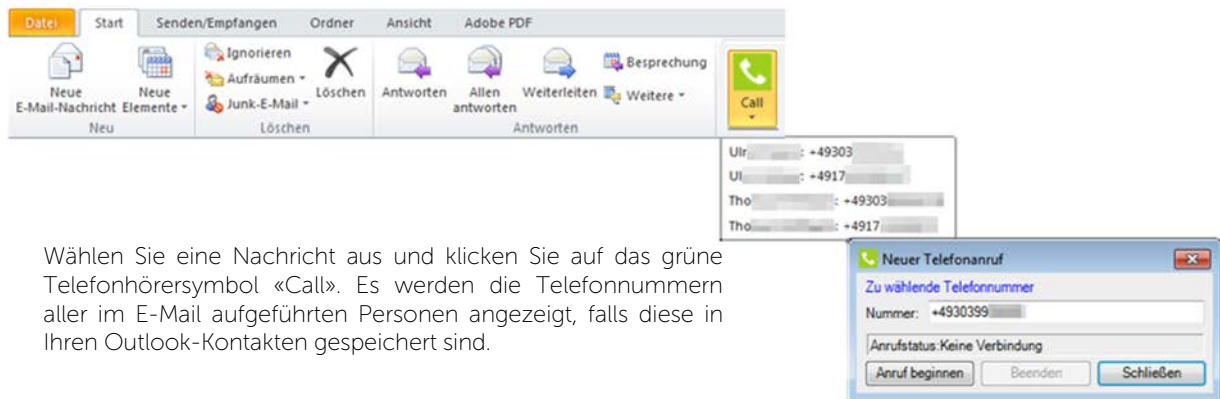 Datei Start Senden/Empfangen Ordner Ansicht Adobe PDF
Neue E-Mail-Nachricht
Neue Elemente
Neu
Ignorieren
Aufräumen
Junk-E-Mail
Löschen
Löschen
Antworten
Allen antworten
Weiterleiten
Besprechung
Weitere
Antworten
Call
Ulr : +49303
Ul : +4917
Tho : +49303
Tho : +4917
Wählen Sie eine Nachricht aus und klicken Sie auf das grüne
Telefonhörersymbol «Call». Es werden die Telefonnummern
aller im E-Mail aufgeführten Personen angezeigt, falls diese in
Ihren Outlook-Kontakten gespeichert sind.
Neuer Telefonanruf
Zu wählende Telefonnummer
Nummer: +4930399
Anrufstatus:Keine Verbindung
Anruf beginnen Beenden Schließen